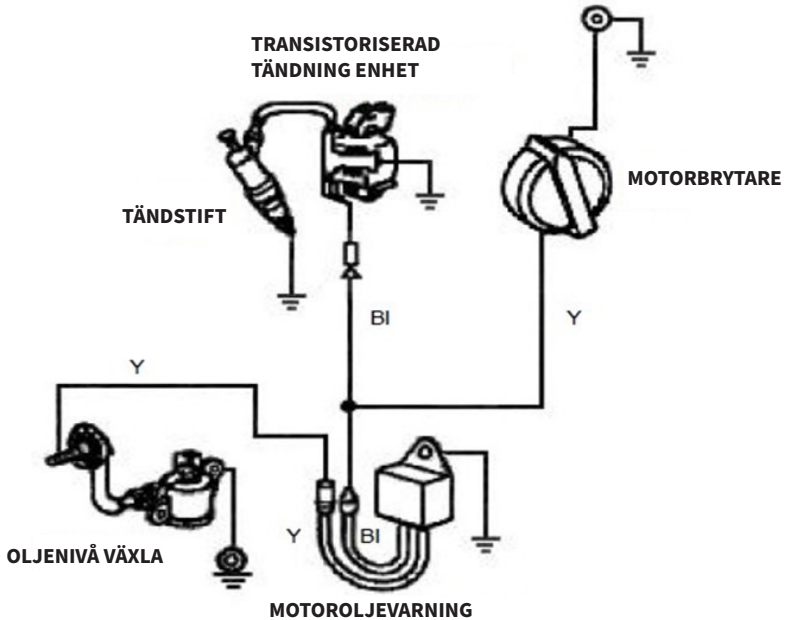 TRANSISTORISERAD
TÄNDNING ENHET
MOTORBRYTARE
TÄNDSTIFT
BI
Y
Y
Y
BI
OLJENIVÅ VÄXLA
MOTOROLJEVARNING